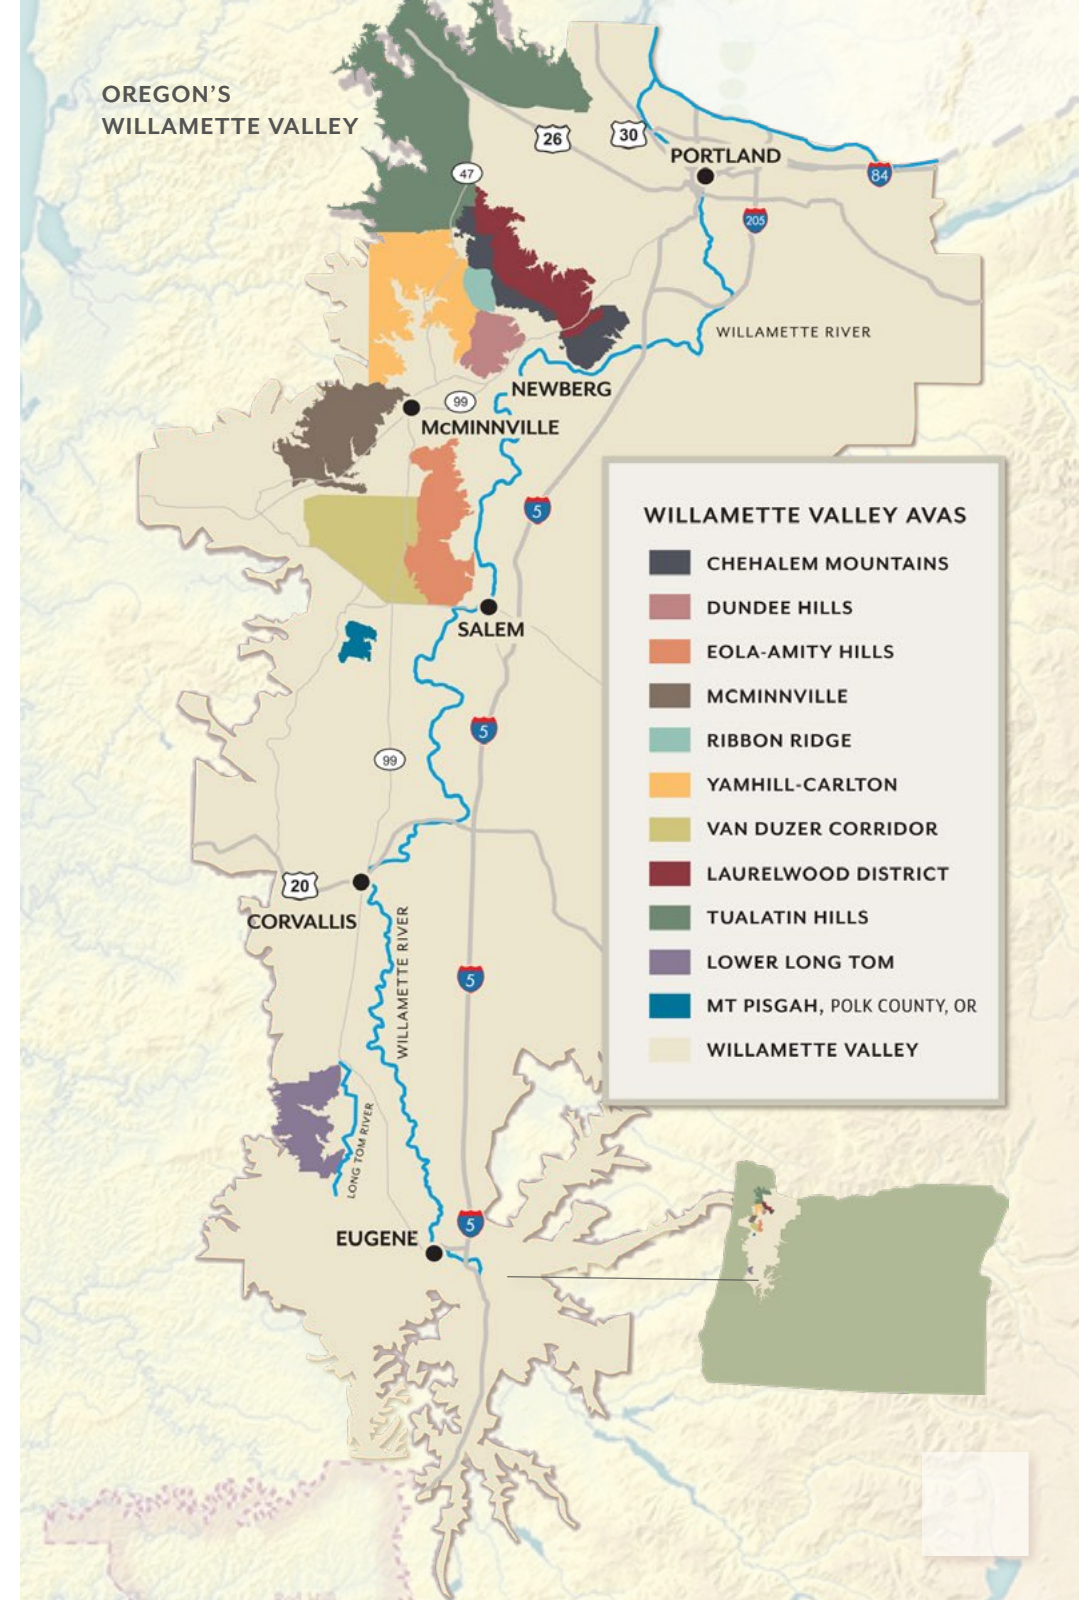 OREGON'S
WILLAMETTE VALLEY
26
30
PORTLAND
84
47
205
WILLAMETTE RIVER
NEWBERG
99
McMINNVILLE
5
SALEM
5
99
20
CORVALLIS
WILLAMETTE RIVER
5
LONG TOM RIVER
5
EUGENE
WILLAMETTE VALLEY AVAS
CHEHALEM MOUNTAINS
DUNDEE HILLS
EOLA-AMITY HILLS
MCMINNVILLE
RIBBON RIDGE
YAMHILL-CARLTON
VAN DUZER CORRIDOR
LAURELWOOD DISTRICT
TUALATIN HILLS
LOWER LONG TOM
MT PISGAH, POLK COUNTY, OR
WILLAMETTE VALLEY